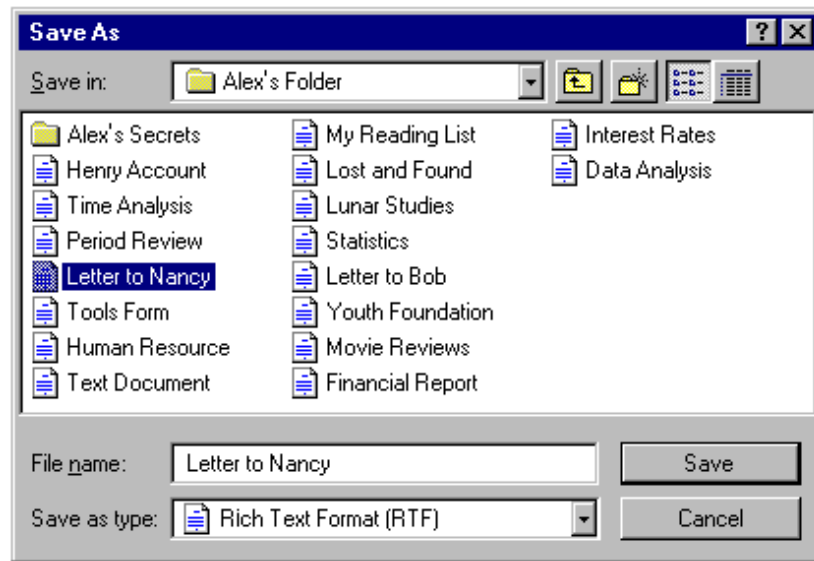 Save As
Save in: Alex's Folder
Alex's Secrets
Henry Account
Time Analysis
Period Review
Letter to Nancy
Tools Form
Human Resource
Text Document
My Reading List
Lost and Found
Lunar Studies
Statistics
Letter to Bob
Youth Foundation
Movie Reviews
Financial Report
Interest Rates
Data Analysis
File name: Letter to Nancy
Save
Save as type: Rich Text Format (RTF)
Cancel